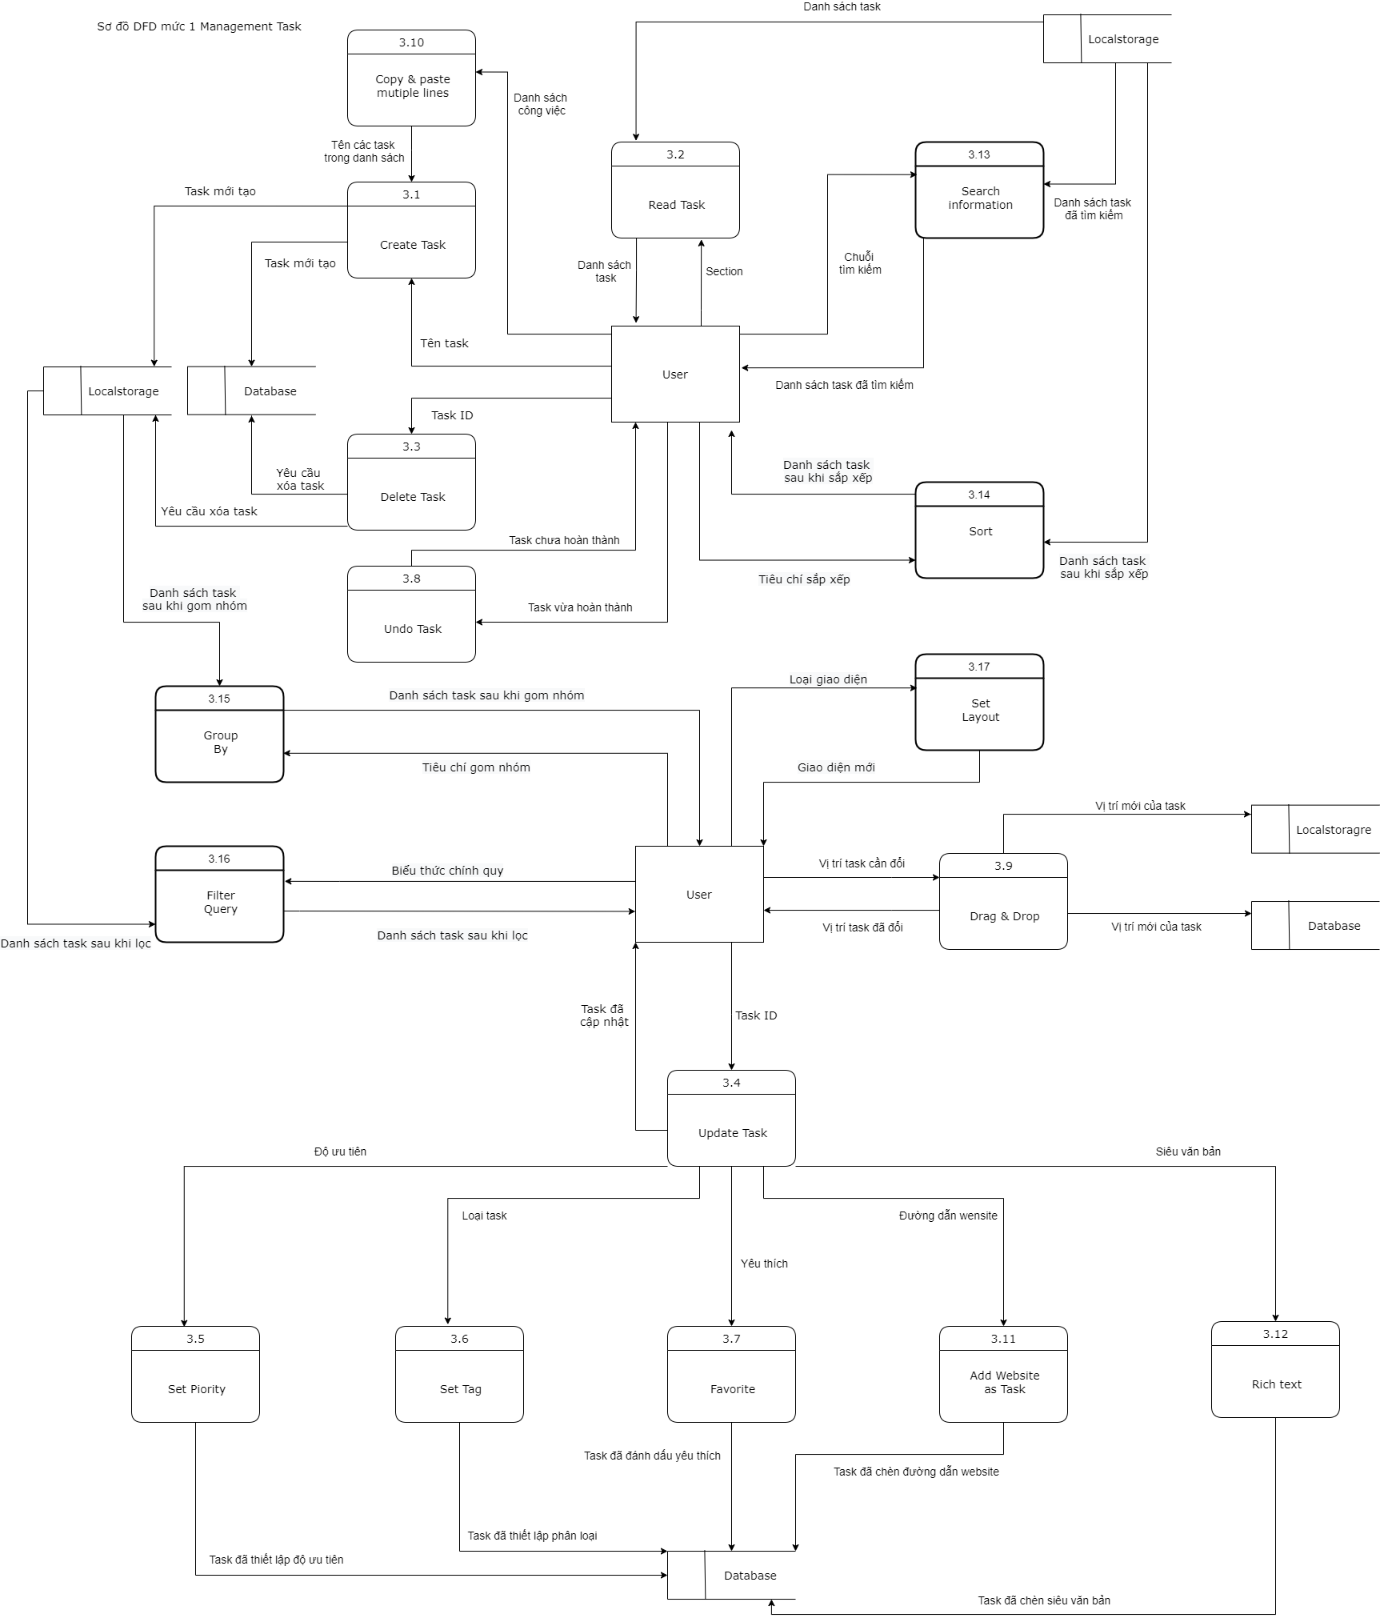 Danh sách task
Sơ đồ DFD mức 1 Management Task
Localstorage
3.10
Copy & paste
mutiple lines
Danh sách
công việc
Tên các task
trong danh sách
3.2
Read Task
3.13
Search
information
Danh sách task
đã tìm kiếm
Task mới tạo
3.1
Create Task
Task mới tạo
Danh sách
task
Section
Chuỗi
tìm kiếm
Tên task
User
Danh sách task đã tìm kiếm
Localstorage
Database
Task ID
3.3
Delete Task
Yêu cầu
xóa task
Yêu cầu xóa task
Danh sách task
sau khi sắp xếp
3.14
Sort
Task chưa hoàn thành
Danh sách task
sau khi sắp xếp
Tiêu chí sắp xếp
3.8
Undo Task
Task vừa hoàn thành
Danh sách task
sau khi gom nhóm
3.17
Set
Layout
Loại giao diện
3.15
Group
By
Danh sách task sau khi gom nhóm
Tiêu chí gom nhóm
Giao diện mới
Vị trí mới của task
Localstoragre
3.16
Filter
Query
Biểu thức chính quy
User
Vị trí task cần đổi
3.9
Drag & Drop
Danh sách task sau khi lọc
Danh sách task sau khi lọc
Vị trí task đã đổi
Vị trí mới của task
Database
Task đã
cập nhật
Task ID
3.4
Update Task
Độ ưu tiên
Siêu văn bản
Loại task
Đường dẫn wensite
Yêu thích
3.5
Set Piority
3.6
Set Tag
3.7
Favorite
3.11
Add Website
as Task
3.12
Rich text
Task đã đánh dấu yêu thích
Task đã chèn đường dẫn website
Task đã thiết lập phân loại
Task đã thiết lập độ ưu tiên
Database
Task đã chèn siêu văn bản